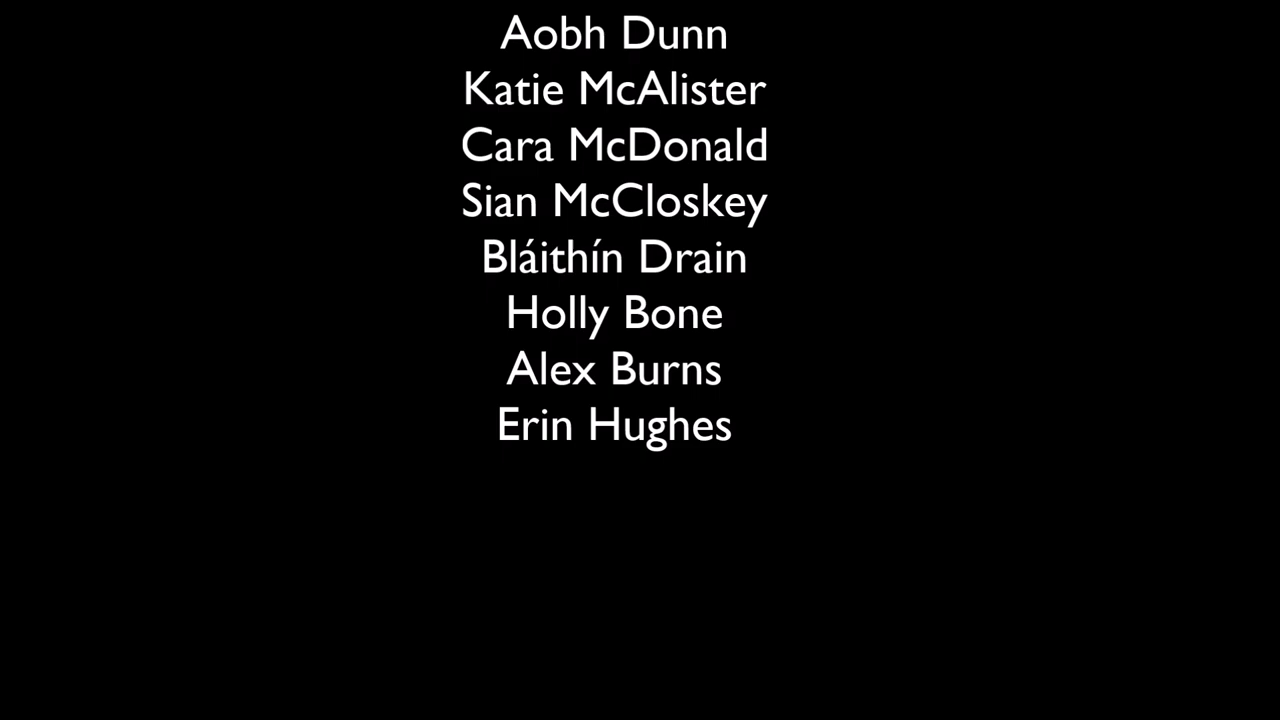 Aobh Dunn
Katie McAlister
Cara McDonald
Sian McCloskey
Bláithín Drain
Holly Bone
Alex Burns
Erin Hughes